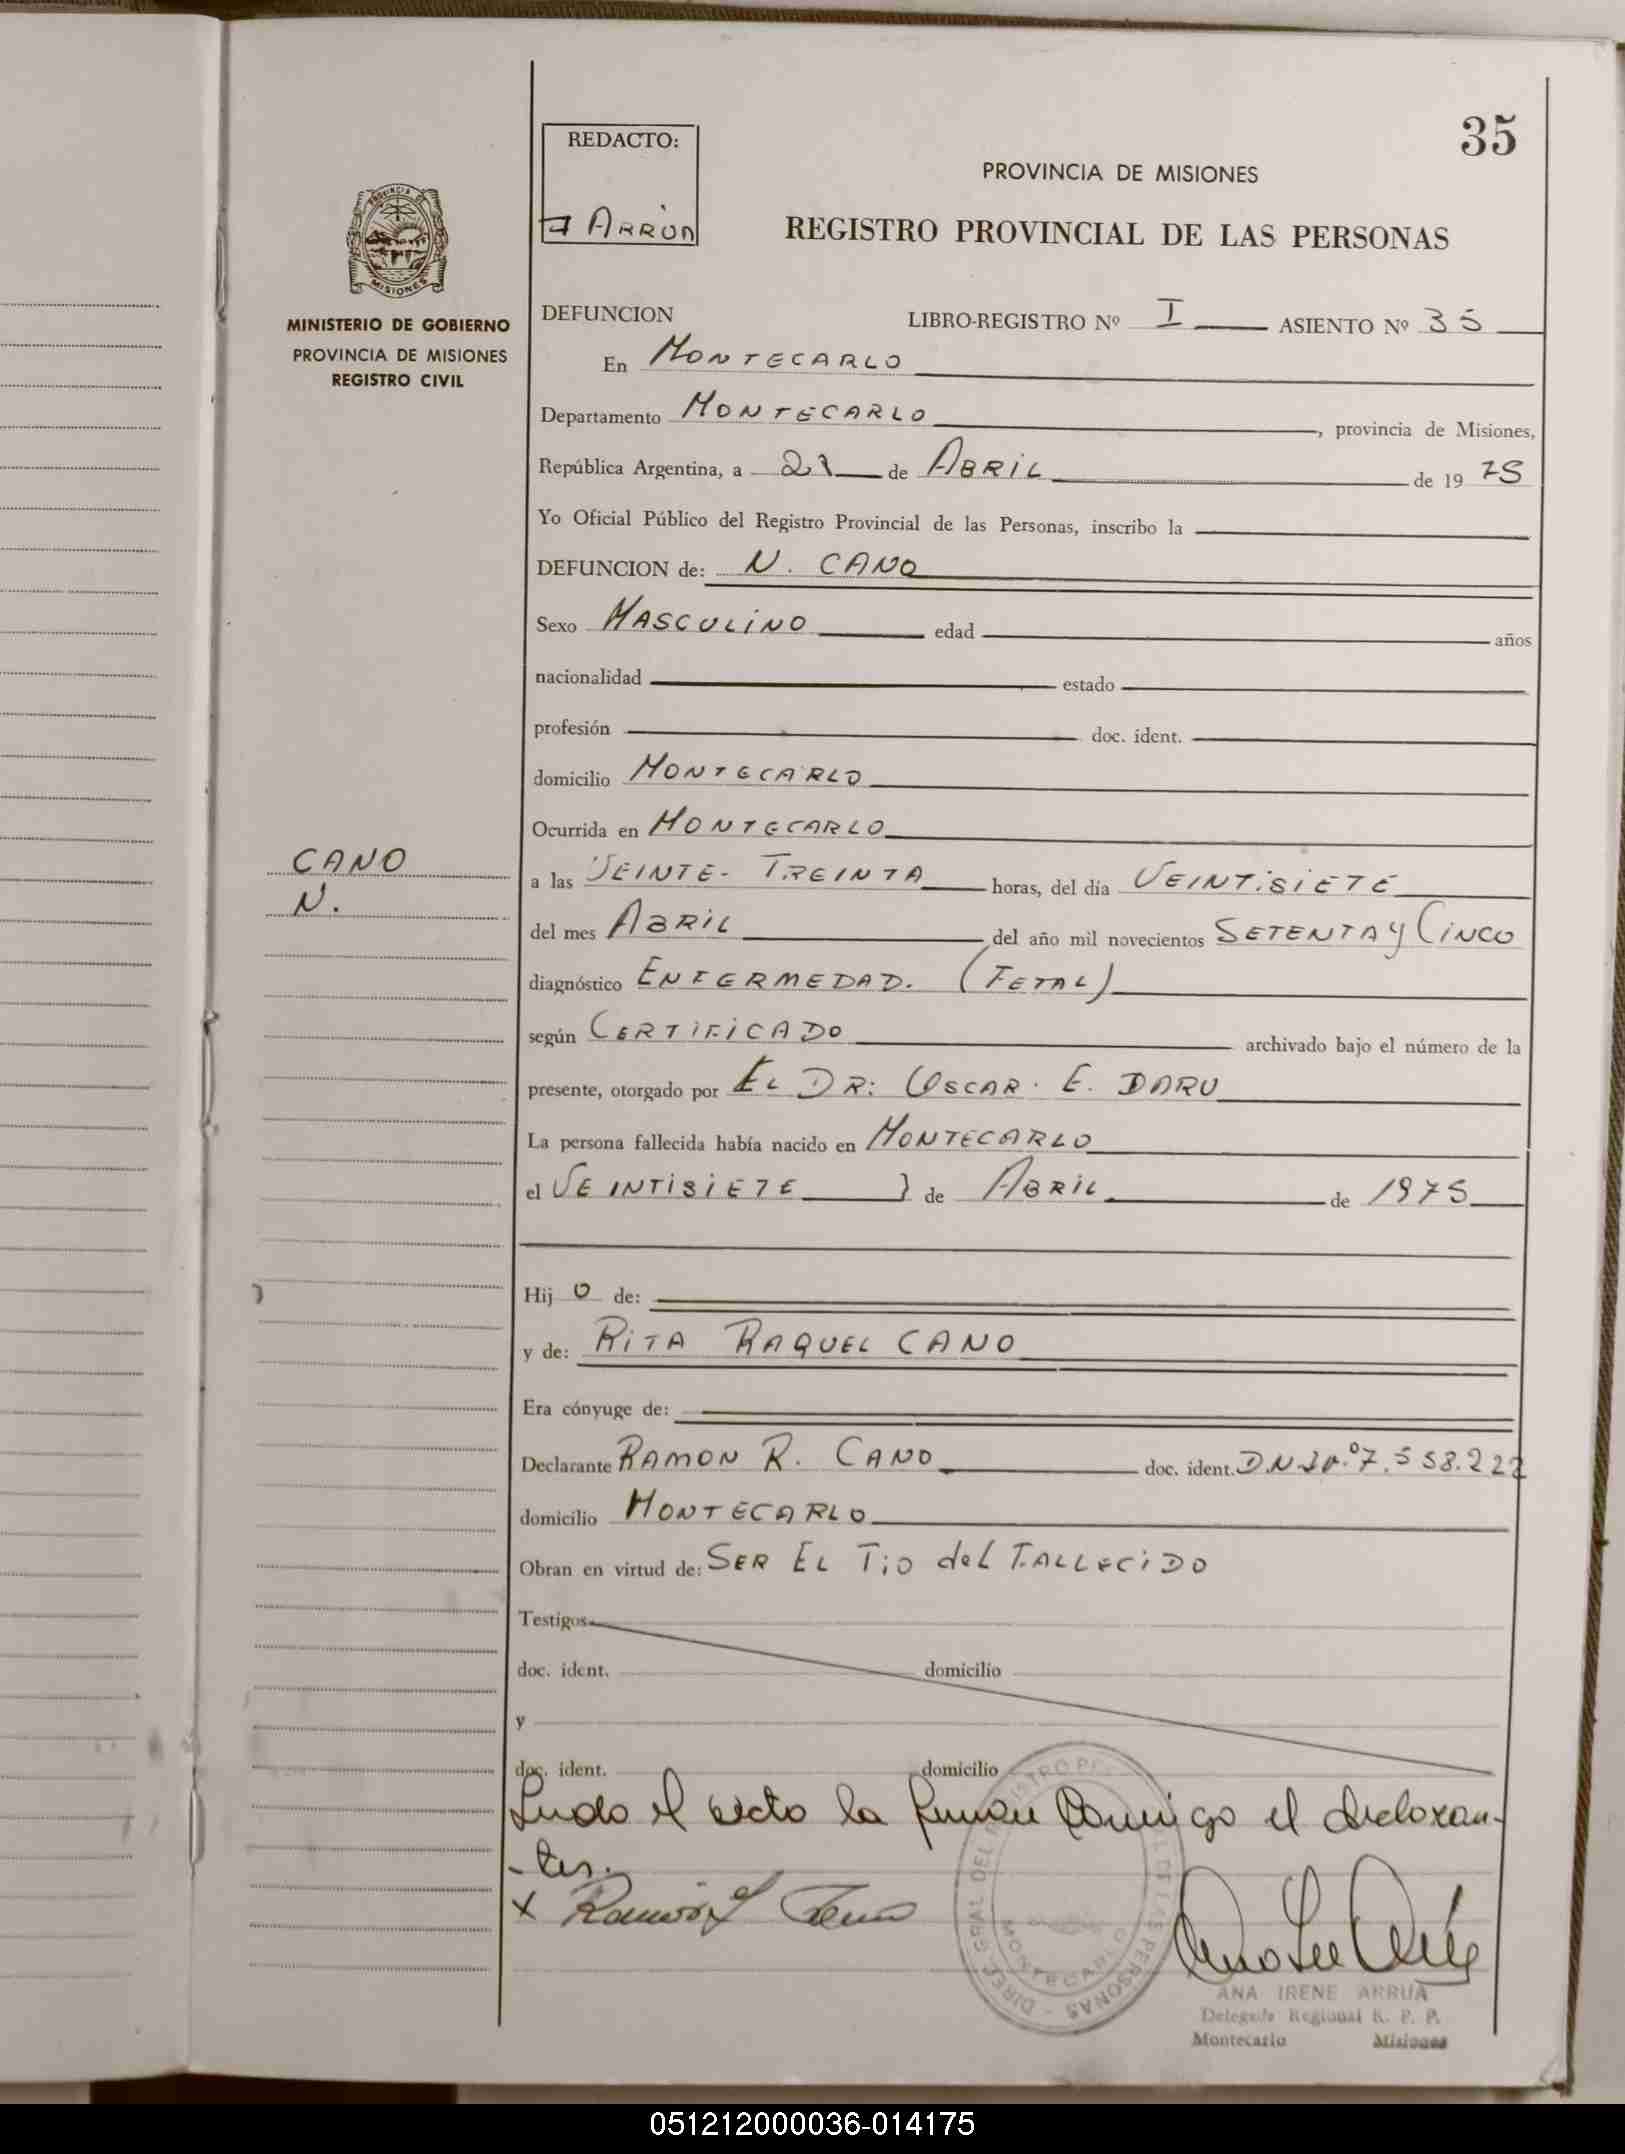 35
REDACTO:
PROVINCIA DE MISIONES
REGISTRO PROVINCIAL DE LAS PERSONAS
MINISTERIO DE GOBIERNO
PROVINCIA DE MISIONES
REGISTRO CIVIL
DEFUNCION LIBRO-REGISTRO Nº I ASIENTO Nº 35
En MONTECARLO
Departamento MONTECARLO, provincia de Misiones,
República Argentina, a de ABRIL de 1975
Yo Oficial Público del Registro Provincial de las Personas, inscribo la
DEFUNCION de: N. CANO
Sexo MASCULINO edad años
nacionalidad estado
profesión doc. ident.
domicilio MONTECARLO
Ocurrida en MONTECARLO
CANO
N.
a las VEINTE- TREINTA horas, del día VEINTISIETE
del mes ABRIL del año mil novecientos SETENTA y CINCO
diagnóstico ENFERMEDAD. (FETAL)
según CERTIFICADO archivado bajo el número de la
presente, otorgado por EL DR: OSCAR. E. DARU
La persona fallecida había nacido en MONTECARLO
el VEINTISIETE de ABRIL de 1975
Hij o de:
y de: RITA RAQUEL CANO
Era cónyuge de:
Declarante RAMON R. CANO doc. ident. 7.558.222
domicilio MONTECARLO
Obran en virtud de: SER EL TIO del FALLECIDO
Testigos
doc. ident. domicilio
y
doc. ident. domicilio
el acto la Conmigo el declaran-
-te.
x Ramón Cano
MONTECARLO
ANA IRENE ARRUA
Delegado Regional R. P. P.
Montecarlo Misiones
051212000036-014175